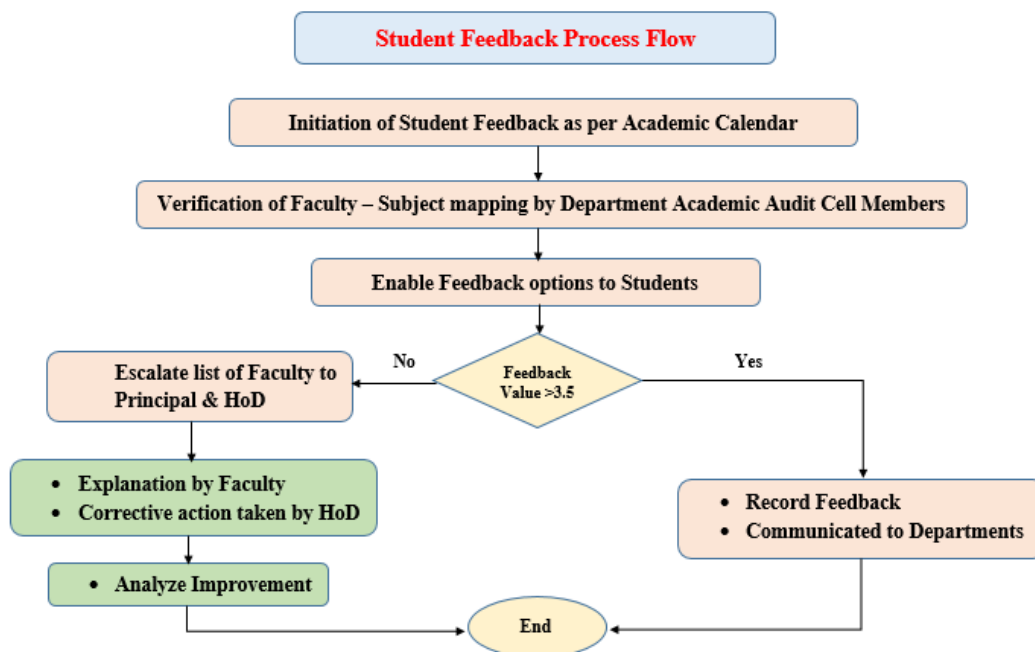 Student Feedback Process Flow
Initiation of Student Feedback as per Academic Calendar
Verification of Faculty – Subject mapping by Department Academic Audit Cell Members
Enable Feedback options to Students
Feedback
Value >3.5
No
Yes
Escalate list of Faculty to
Principal & HoD
• Explanation by Faculty
• Corrective action taken by HoD
• Analyze Improvement
• Record Feedback
• Communicated to Departments
End